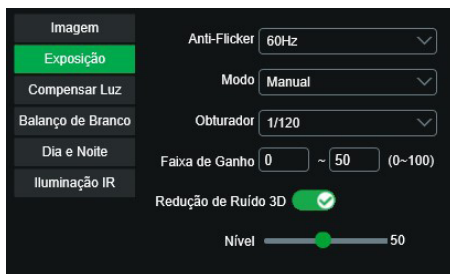 Imagem
Exposição
Compensar Luz
Balanço de Branco
Dia e Noite
Iluminação IR
Anti-Flicker 60Hz
Modo Manual
Obturador 1/120
Faixa de Ganho 0 ~ 50 (0~100)
Redução de Ruído 3D
Nível 50